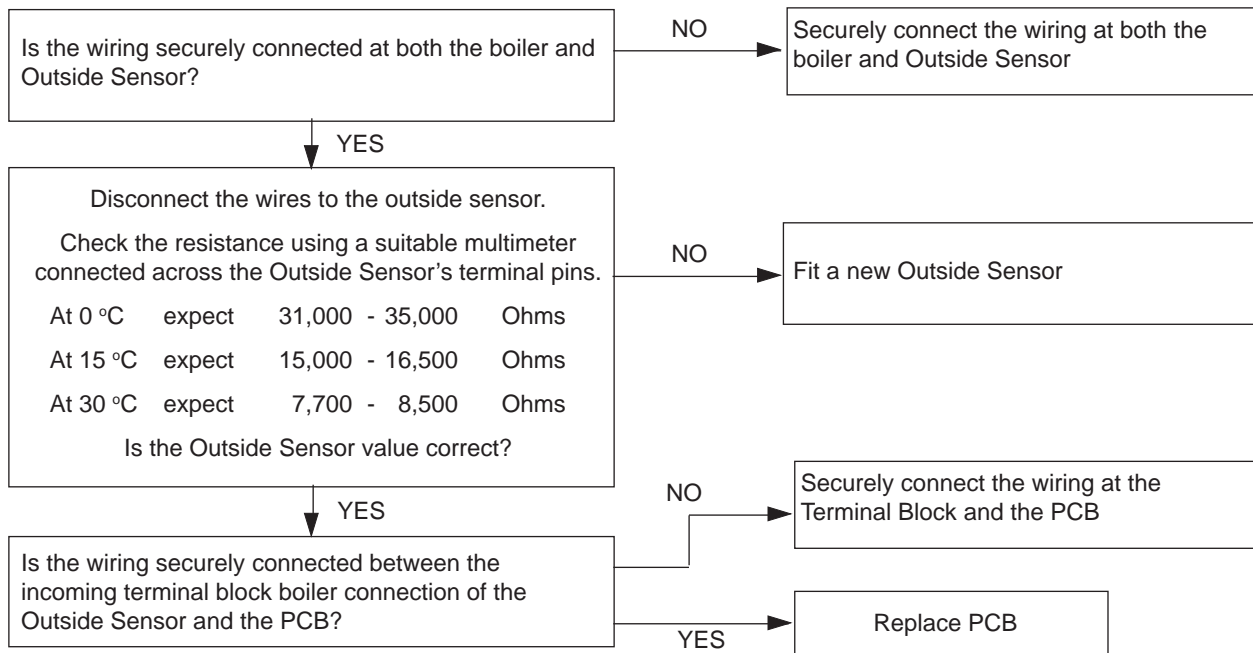 Is the wiring securely connected at both the boiler and
Outside Sensor?
NO
Securely connect the wiring at both the
boiler and Outside Sensor
YES
Disconnect the wires to the outside sensor.
Check the resistance using a suitable multimeter
connected across the Outside Sensor's terminal pins.
At 0 °C expect 31,000 - 35,000 Ohms
At 15 °C expect 15,000 - 16,500 Ohms
At 30 °C expect 7,700 - 8,500 Ohms
Is the Outside Sensor value correct?
NO
Fit a new Outside Sensor
YES
Is the wiring securely connected between the
incoming terminal block boiler connection of the
Outside Sensor and the PCB?
NO
Securely connect the wiring at the
Terminal Block and the PCB
YES
Replace PCB